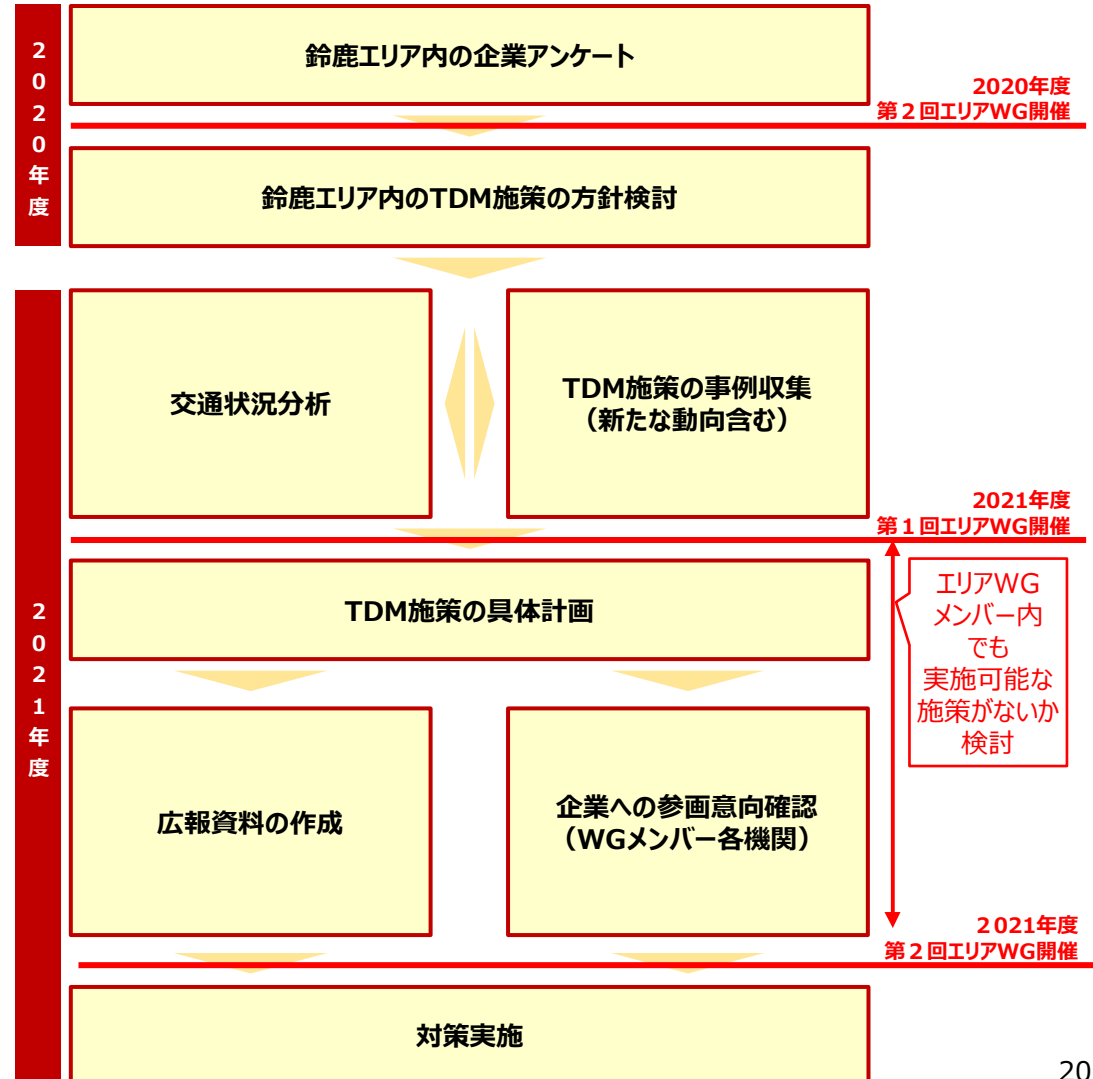 2020年度
鈴鹿エリア内の企業アンケート
2020年度
第2回エリアWG開催
鈴鹿エリア内のTDM施策の方針検討
2021年度
交通状況分析
TDM施策の事例収集
（新たな動向含む）
2021年度
第1回エリアWG開催
TDM施策の具体計画
エリアWG
メンバー内
でも
実施可能な
施策がないか
検討
広報資料の作成
企業への参画意向確認
（WGメンバー各機関）
2021年度
第2回エリアWG開催
対策実施
20